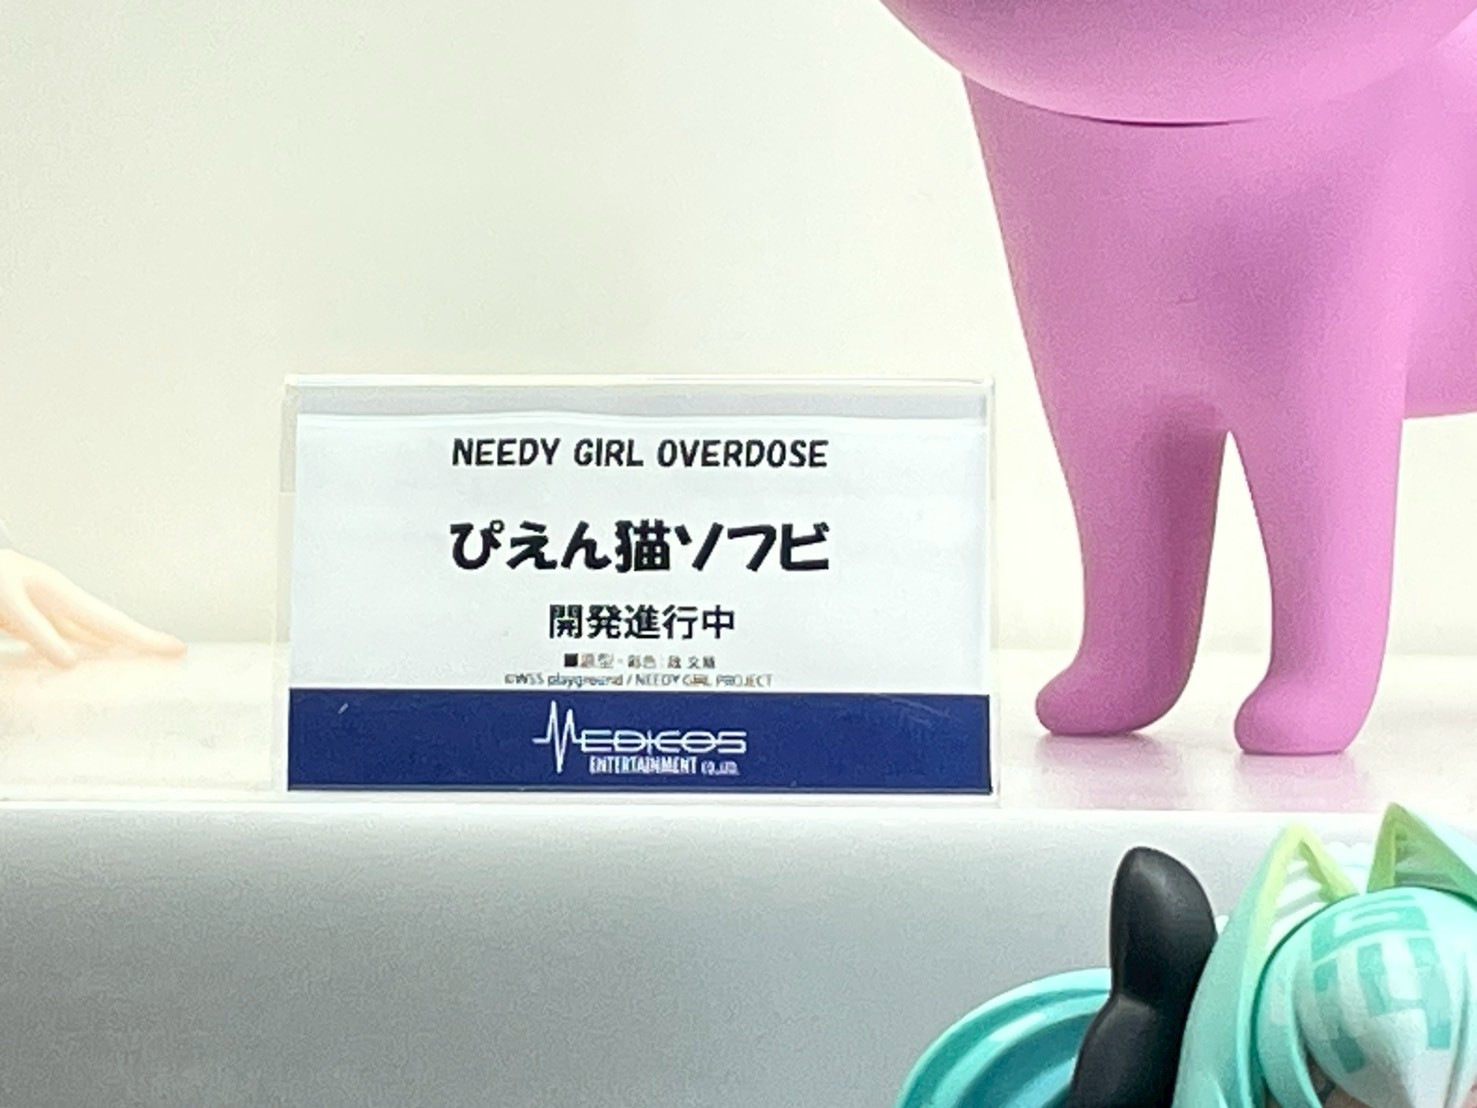 NEEDY GIRL OVERDOSE
ぴえん猫ソフビ
開発進行中
■原型・彩色:
©WSS playground / NEEDY GIRL PROJECT
MEDICOS
ENTERTAINMENT CO.,LTD.